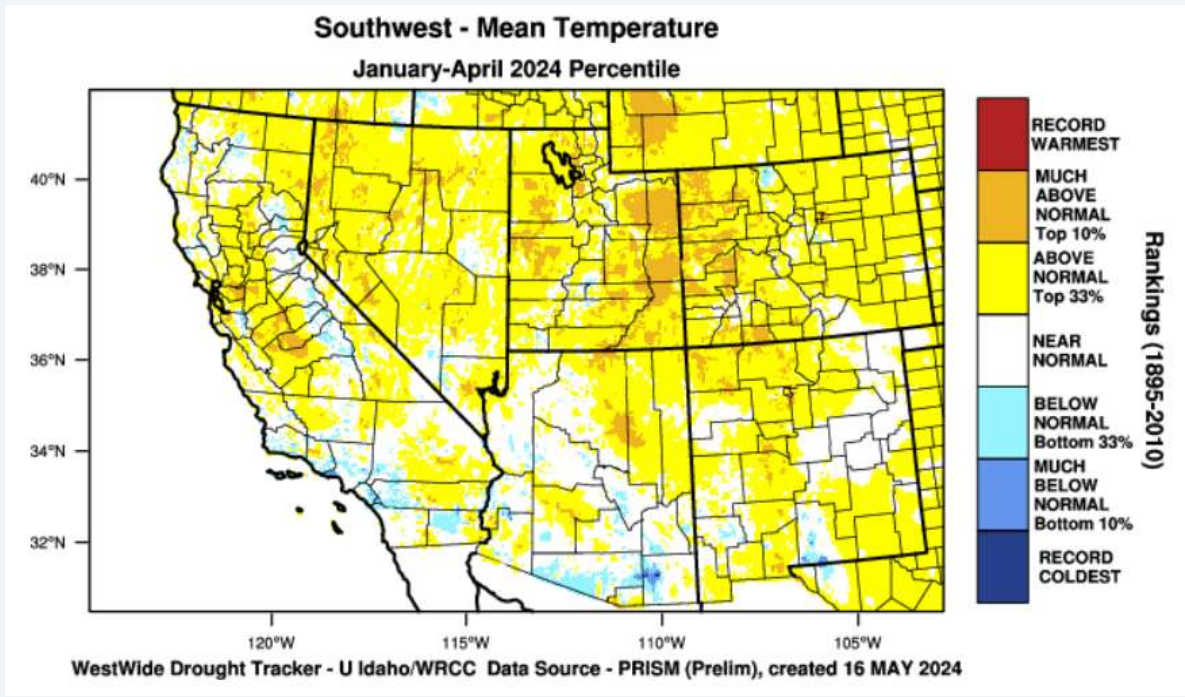 Southwest - Mean Temperature
January-April 2024 Percentile
40°N
38°N
36°N
34°N
32°N
120°W
115°W
110°W
105°W
RECORD
WARMEST
MUCH
ABOVE
NORMAL
Top 10%
ABOVE
NORMAL
Top 33%
NEAR
NORMAL
BELOW
NORMAL
Bottom 33%
MUCH
BELOW
NORMAL
Bottom 10%
RECORD
COLDEST
Rankings (1895-2010)
WestWide Drought Tracker - U Idaho/WRCC Data Source - PRISM (Prelim), created 16 MAY 2024